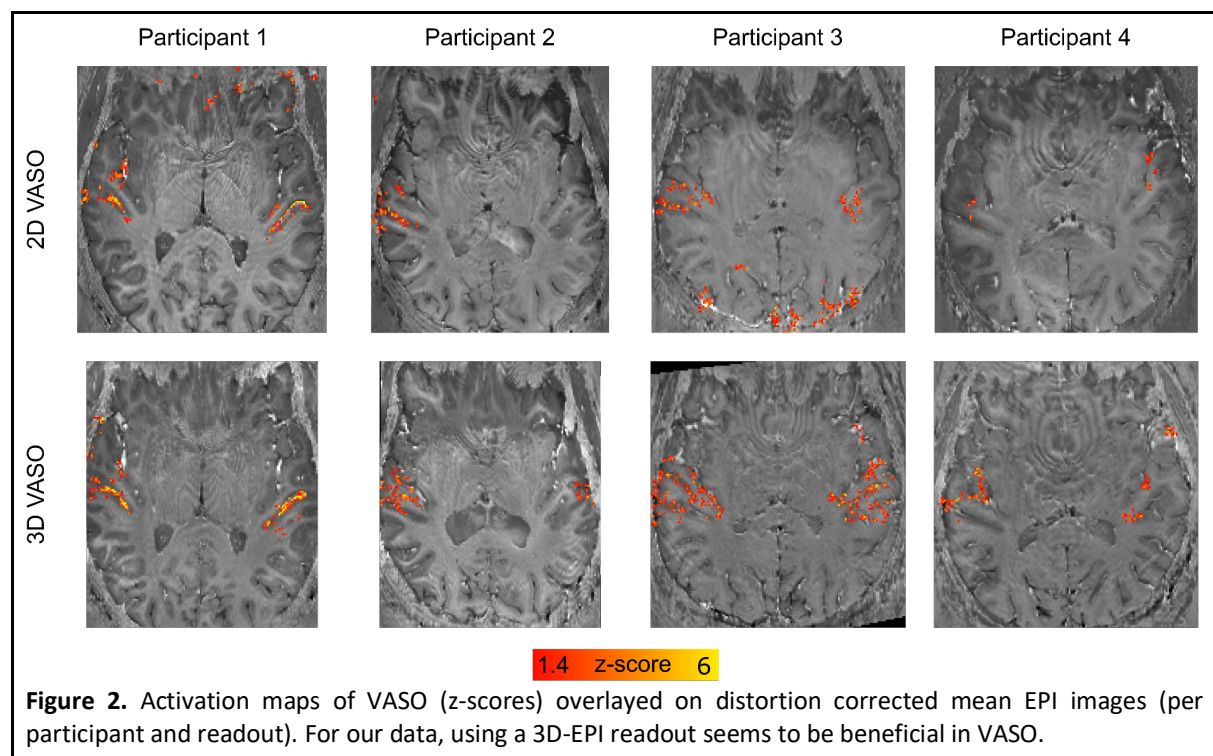 Participant 1 Participant 2 Participant 3 Participant 4
2D VASO
3D VASO
1.4 z-score 6
Figure 2. Activation maps of VASO (z-scores) overlayed on distortion corrected mean EPI images (per
participant and readout). For our data, using a 3D-EPI readout seems to be beneficial in VASO.